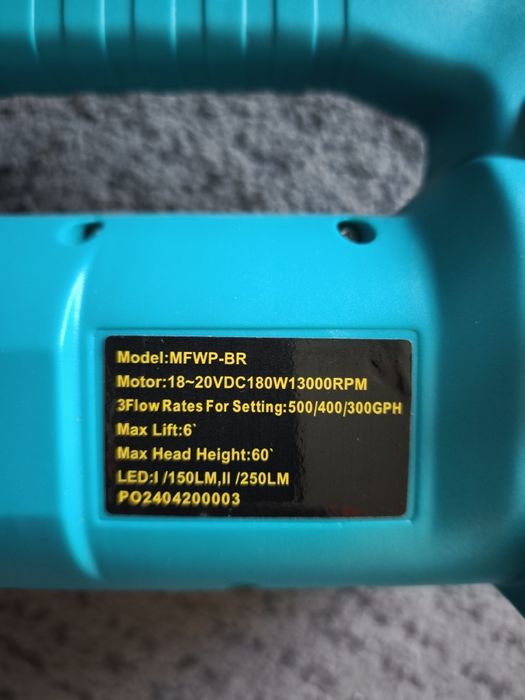 Model:MFWP-BR
Motor:18~20VDC180W13000RPM
3Flow Rates For Setting:500/400/300GPH
Max Lift:6`
Max Head Height:60`
LED:I /150LM,II /250LM
PO2404200003